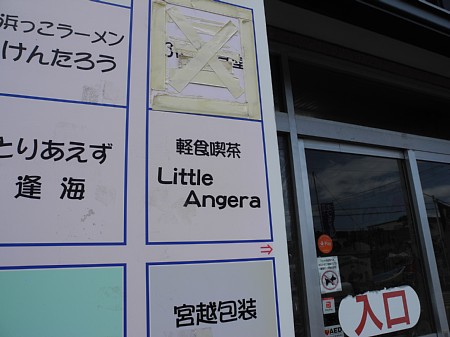 浜っこラーメン
けんたろう
とりあえず
逢海
軽食喫茶
Little
Angera
宮越包装
入口
AED